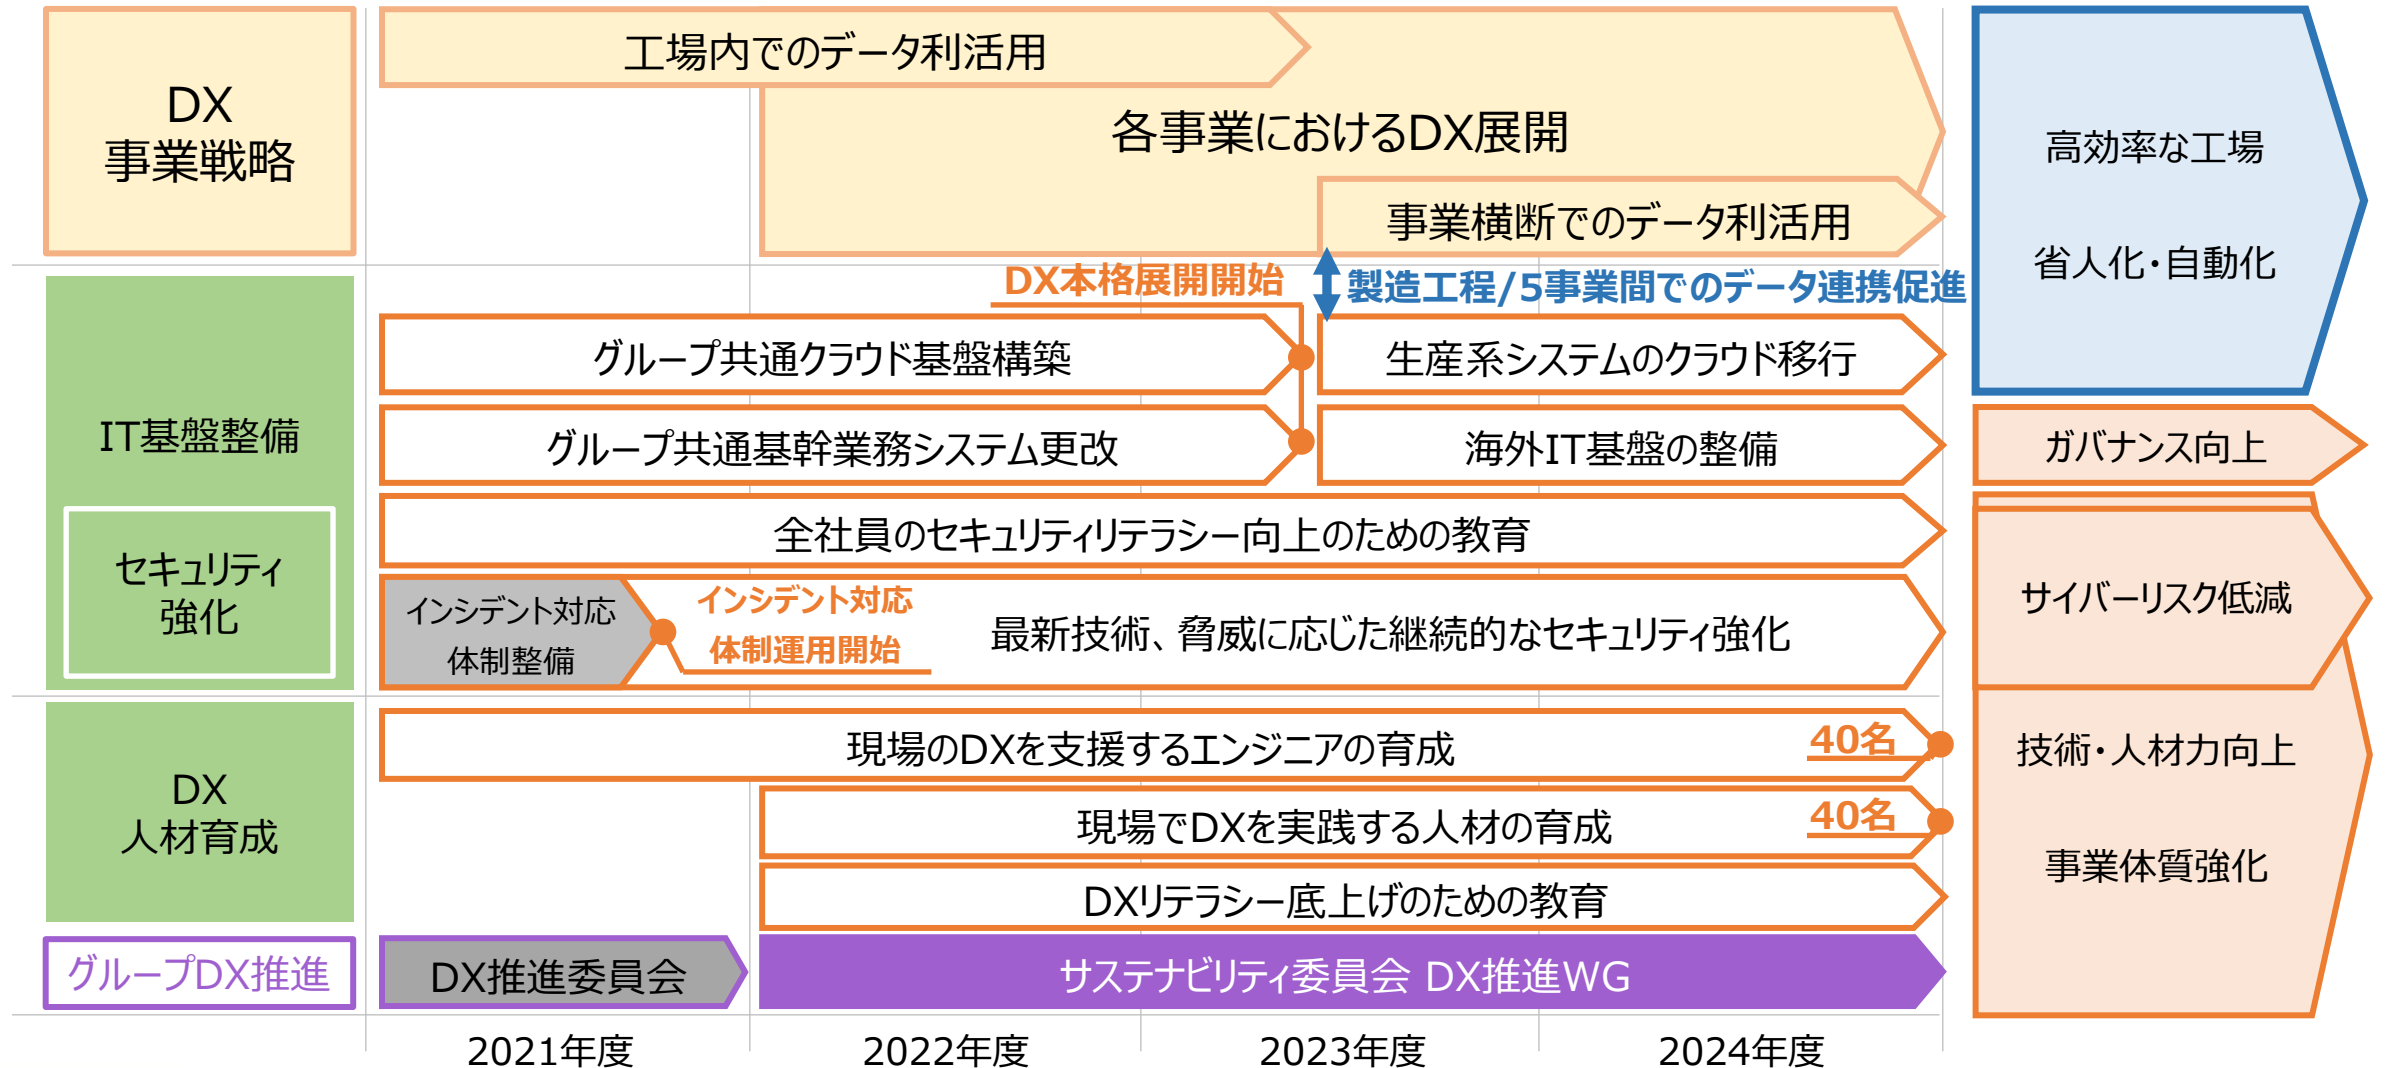 DX
事業戦略
工場内でのデータ利活用
各事業におけるDX展開
事業横断でのデータ利活用
高効率な工場
省人化・自動化
DX本格展開開始
製造工程/5事業間でのデータ連携促進
IT基盤整備
グループ共通クラウド基盤構築
生産系システムのクラウド移行
グループ共通基幹業務システム更改
海外IT基盤の整備
ガバナンス向上
セキュリティ
強化
全社員のセキュリティリテラシー向上のための教育
インシデント対応
体制整備
インシデント対応
体制運用開始
最新技術、脅威に応じた継続的なセキュリティ強化
サイバーリスク低減
DX
人材育成
現場のDXを支援するエンジニアの育成
40名
現場でDXを実践する人材の育成
40名
DXリテラシー底上げのための教育
技術・人材力向上
事業体質強化
グループDX推進
DX推進委員会
サステナビリティ委員会 DX推進WG
2021年度
2022年度
2023年度
2024年度